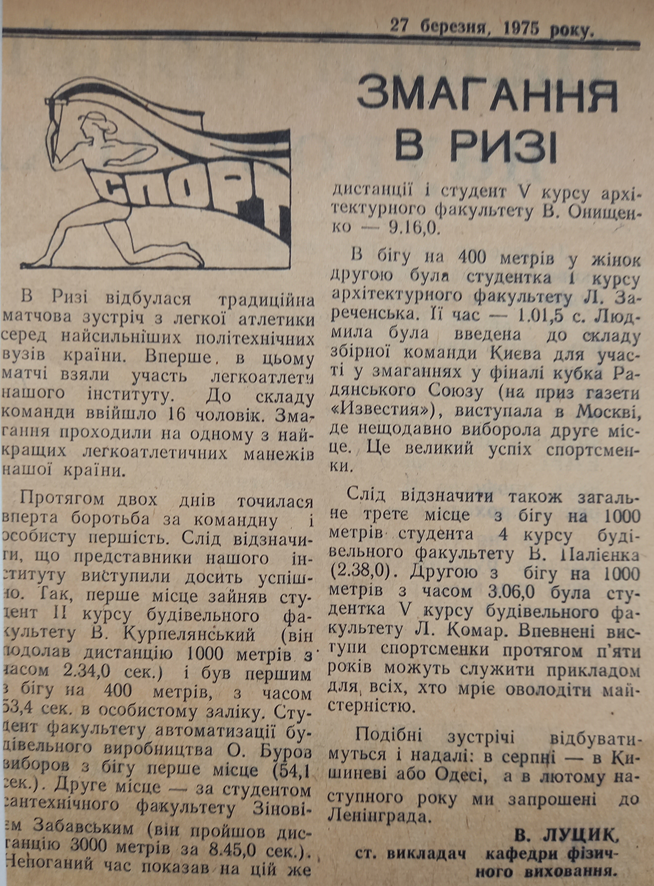 27 березня, 1975 року.
СПОРТ
ЗМАГАННЯ
В РИЗІ
В Ризі відбулася традиційна
матчова зустріч з легкої атлетики
серед найсильніших політехнічних
вузів країни. Вперше в цьому
матчі взяли участь легкоатлети
нашого інституту. До складу
команди ввійшло 16 чоловік. Зма-
гання проходили на одному з най-
кращих легкоатлетичних манежів
нашої країни.
Протягом двох днів точилася
вперта боротьба за командну і
особисту першість. Слід відзначи-
ти, що представники нашого ін-
ституту виступили досить успіш-
но. Так, перше місце зайняв сту-
дент II курсу будівельного фа-
культету В. Курпелянський (він
подолав дистанцію 1000 метрів з
часом 2.34,0 сек.) і був першим
з бігу на 400 метрів, з часом
53,4 сек. в особистому заліку. Сту-
дент факультету автоматизації бу-
дівельного виробництва О. Буров
виборов з бігу перше місце (54,1
сек.). Друге місце — за студентом
сантехнічного факультету Зінові-
єм Забавським (він пройшов дис-
танцію 3000 метрів за 8.45,0 сек.).
Непоганий час показав на цій же
дистанції і студент V курсу архі-
тектурного факультету В. Онищен-
ко — 9.16,0.
В бігу на 400 метрів у жінок
другою була студентка 1 курсу
архітектурного факультету Л. За-
реченська. Її час — 1.01,5 с. Люд-
мила була введена до складу
збірної команди Києва для учас-
ті у змаганнях у фіналі кубка Ра-
дянського Союзу (на приз газети
«Известия»), виступала в Москві,
де нещодавно виборола друге міс-
це. Це великий успіх спортсмен-
ки.
Слід відзначити також загаль-
не третє місце з бігу на 1000
метрів студента 4 курсу буді-
вельного факультету В. Палієнка
(2.38,0). Другою з бігу на 1000
метрів з часом 3.06,0 була сту-
дентка V курсу будівельного фа-
культету Л. Комар. Впевнені вис-
тупи спортсменки протягом п'яти
років можуть служити прикладом
для всіх, хто мріє оволодіти май-
стерністю.
Подібні зустрічі відбувати-
муться і надалі: в серпні — в Ки-
шиневі або Одесі, а в лютому на-
ступного року ми запрошені до
Ленінграда.
В. ЛУЦИК,
ст. викладач кафедри фізич-
ного виховання.